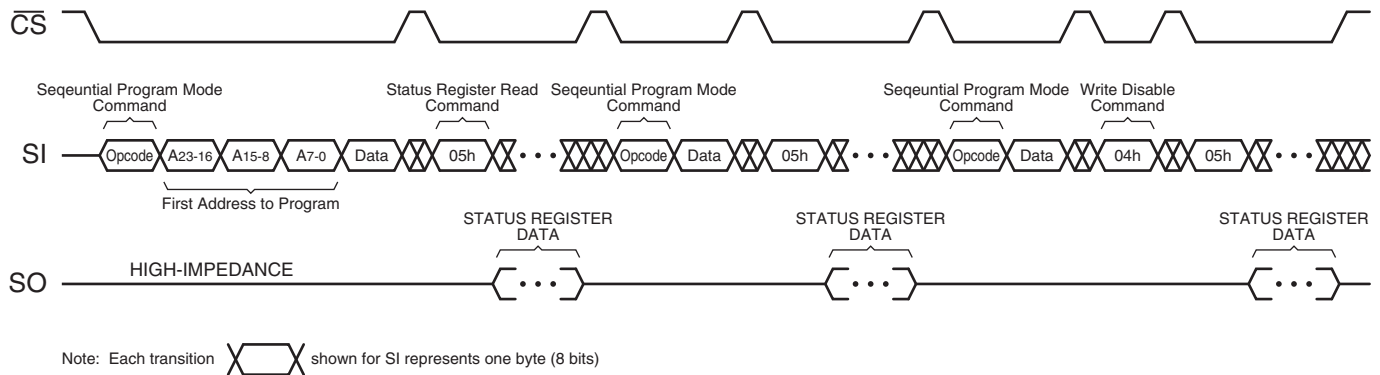 CS
Seqeuntial Program Mode
Command
Status Register Read
Command
Seqeuntial Program Mode
Command
Seqeuntial Program Mode
Command
Write Disable
Command
SI
Opcode A23-16 A15-8 A7-0 Data 05h • • • Opcode Data 05h • • • Opcode Data 04h 05h • • •
First Address to Program
STATUS REGISTER
DATA
STATUS REGISTER
DATA
STATUS REGISTER
DATA
HIGH-IMPEDANCE
SO • • • • • • • • •
Note: Each transition shown for SI represents one byte (8 bits)